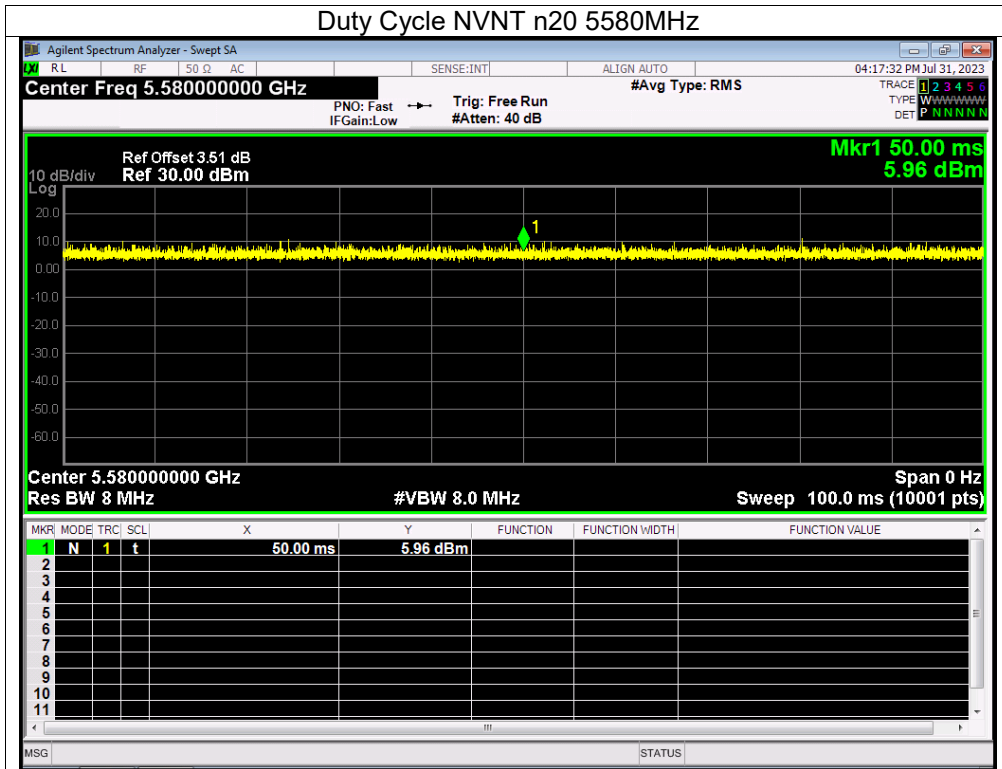 Duty Cycle NVNT n20 5580MHz
Agilent Spectrum Analyzer - Swept SA
LXI RL RF 50 Ω AC SENSE:INT ALIGN AUTO 04:17:32 PM Jul 31, 2023
Center Freq 5.580000000 GHz #Avg Type: RMS TRACE 1 2 3 4 5 6
PNO: Fast Trig: Free Run TYPE WWWWWW
IFGain:Low #Atten: 40 dB DET P N N N N N
Mkr1 50.00 ms
Ref Offset 3.51 dB
10 dB/div Ref 30.00 dBm 5.96 dBm
Log
20.0
1
10.0
0.00
-10.0
-20.0
-30.0
-40.0
-50.0
-60.0
Center 5.580000000 GHz Span 0 Hz
Res BW 8 MHz #VBW 8.0 MHz Sweep 100.0 ms (10001 pts)
MKR MODE TRC SCL X Y FUNCTION FUNCTION WIDTH FUNCTION VALUE
1 N 1 t 50.00 ms 5.96 dBm
2
3
4
5
6
7
8
9
10
11
MSG STATUS